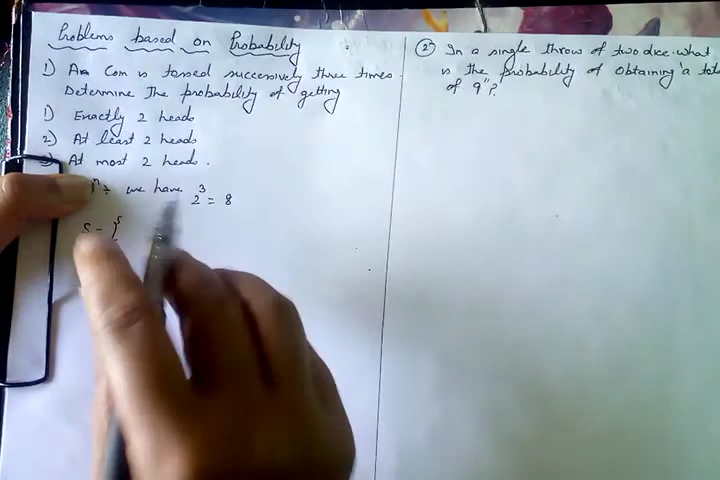 Problems based on Probability
1) A Coin is tossed successively three times.
Determine The probability of getting
1) Exactly 2 heads
2) At least 2 heads
3) At most 2 heads.
we have 2³ = 8
S =
② In a single throw of two dice. what
is the probability of obtaining "a tot
of 9"?